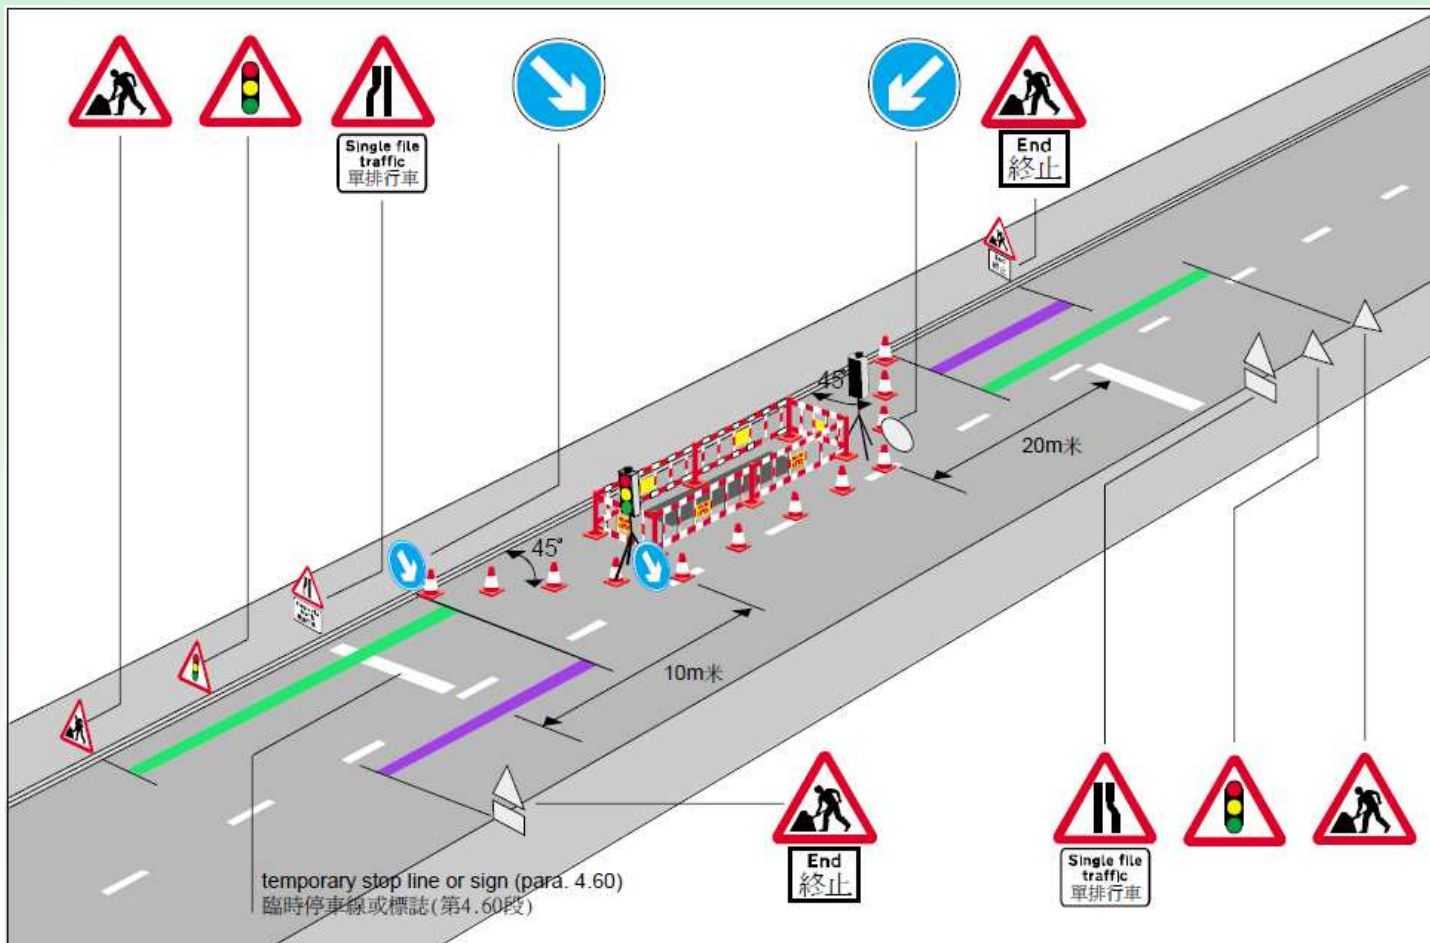 Single file
traffic
單排行車
End
終止
45°
20m米
45°
10m米
temporary stop line or sign (para. 4.60)
臨時停車線或標誌(第4.60段)
End
終止
Single file
traffic
單排行車